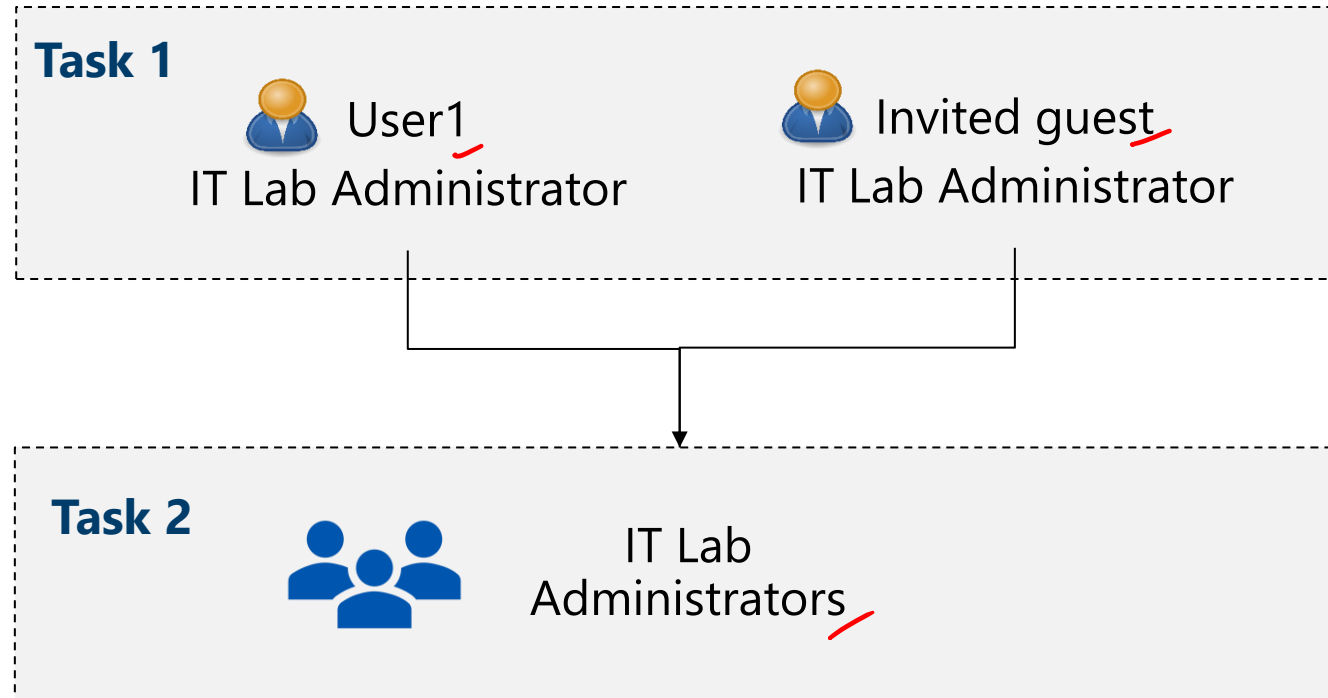 Task 1
User1
IT Lab Administrator
Invited guest
IT Lab Administrator
Task 2
IT Lab
Administrators